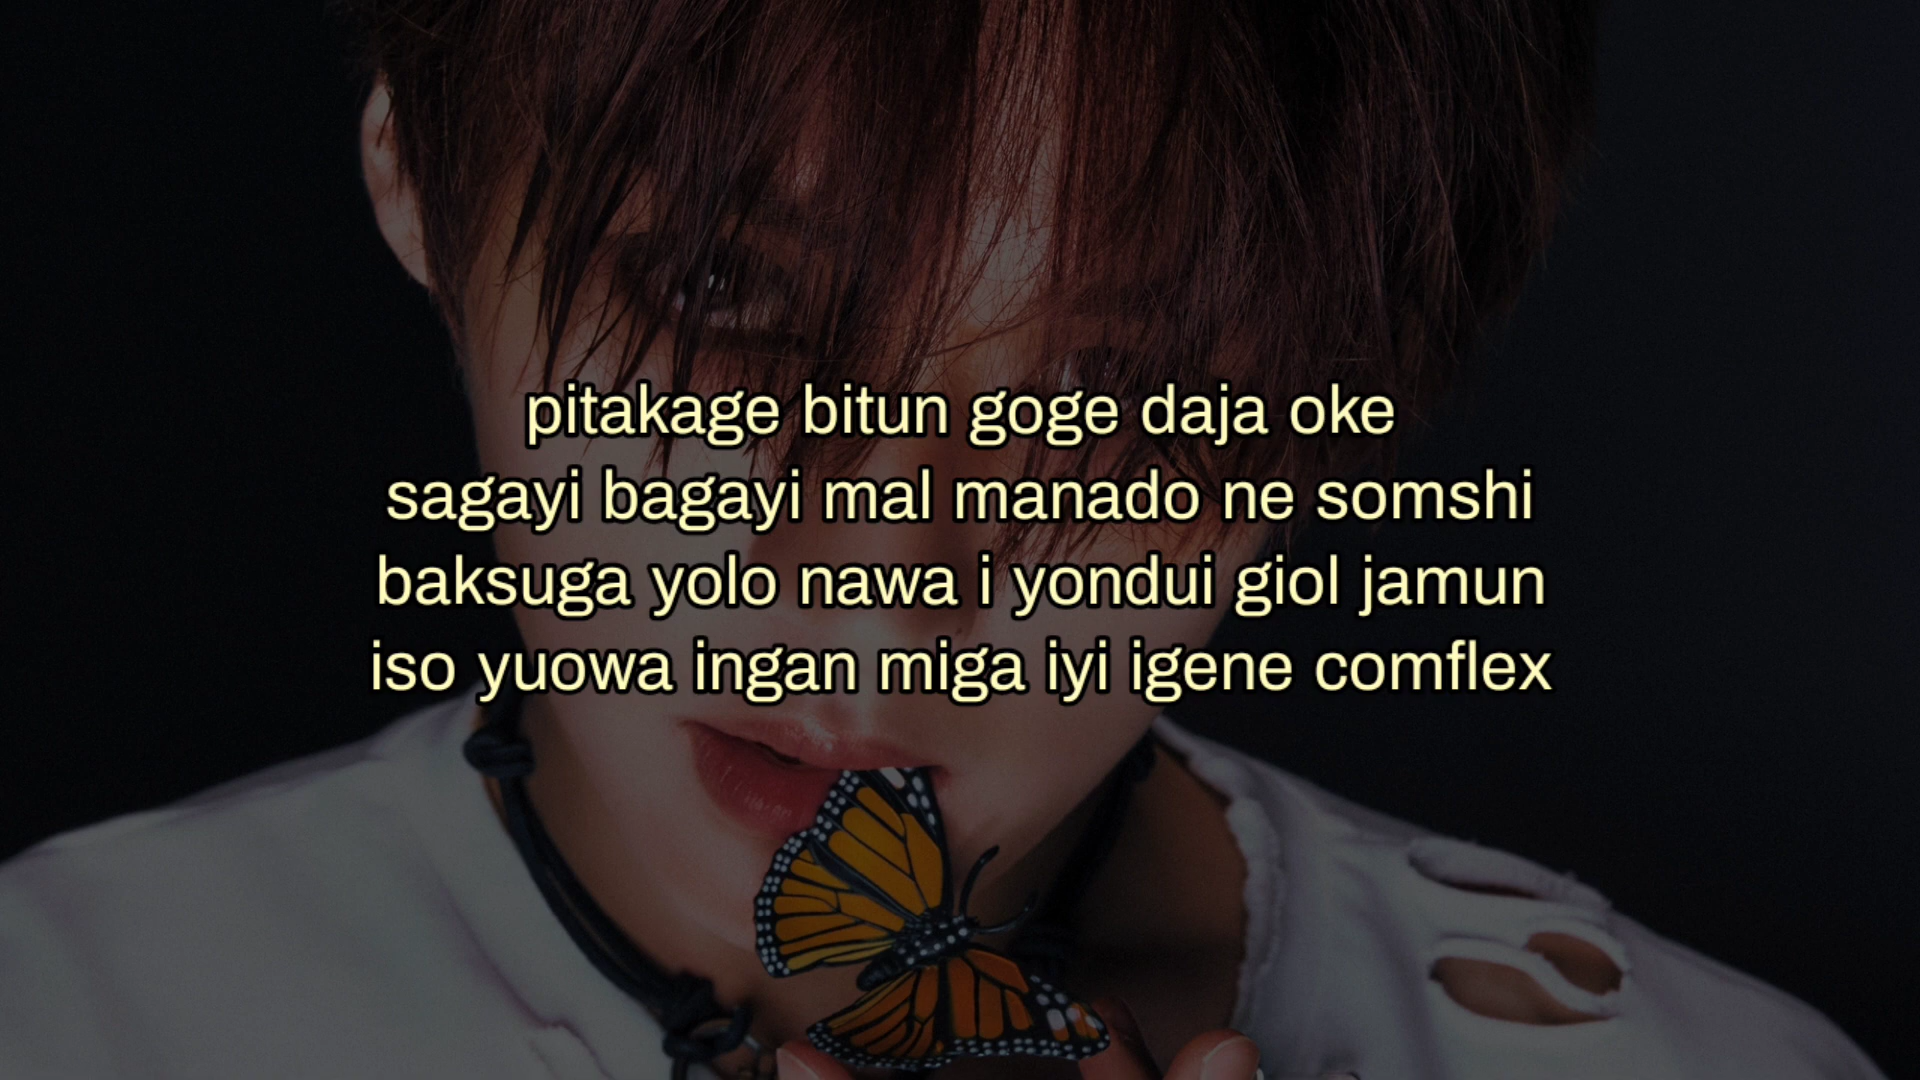 pitakage bitun goge daja oke
sagayi bagayi mal manado ne somshi
baksuga yolo nawa i yondui giol jamun
iso yuowa ingan miga iyi igene comflex